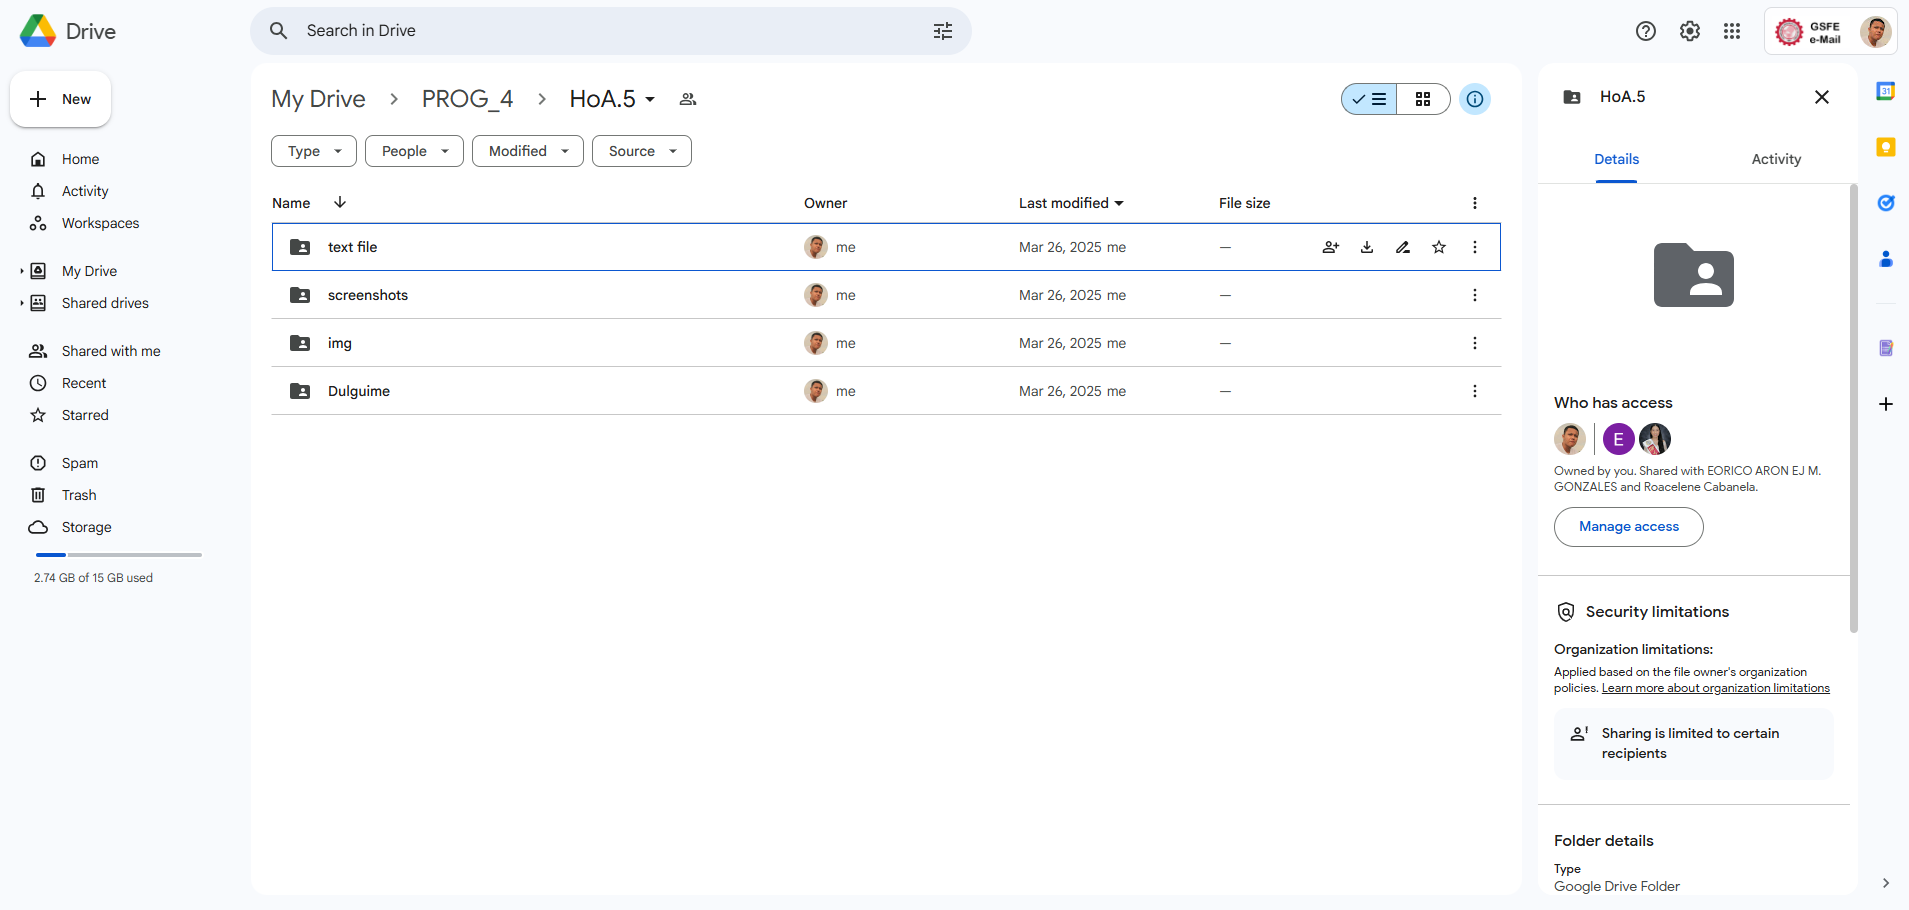 Drive
Search in Drive
GSFE
e-Mail
New
Home
Activity
Workspaces
My Drive
Shared drives
Shared with me
Recent
Starred
Spam
Trash
Storage
2.74 GB of 15 GB used
My Drive PROG_4 HoA.5
Type People Modified Source
Name Owner Last modified File size
text file me Mar 26, 2025 me —
screenshots me Mar 26, 2025 me —
img me Mar 26, 2025 me —
Dulguime me Mar 26, 2025 me —
HoA.5
Details Activity
Who has access
E
Owned by you. Shared with EORICO ARON EJ M.
GONZALES and Roacelene Cabanela.
Manage access
Security limitations
Organization limitations:
Applied based on the file owner's organization
policies. Learn more about organization limitations
Sharing is limited to certain
recipients
Folder details
Type
Google Drive Folder
31